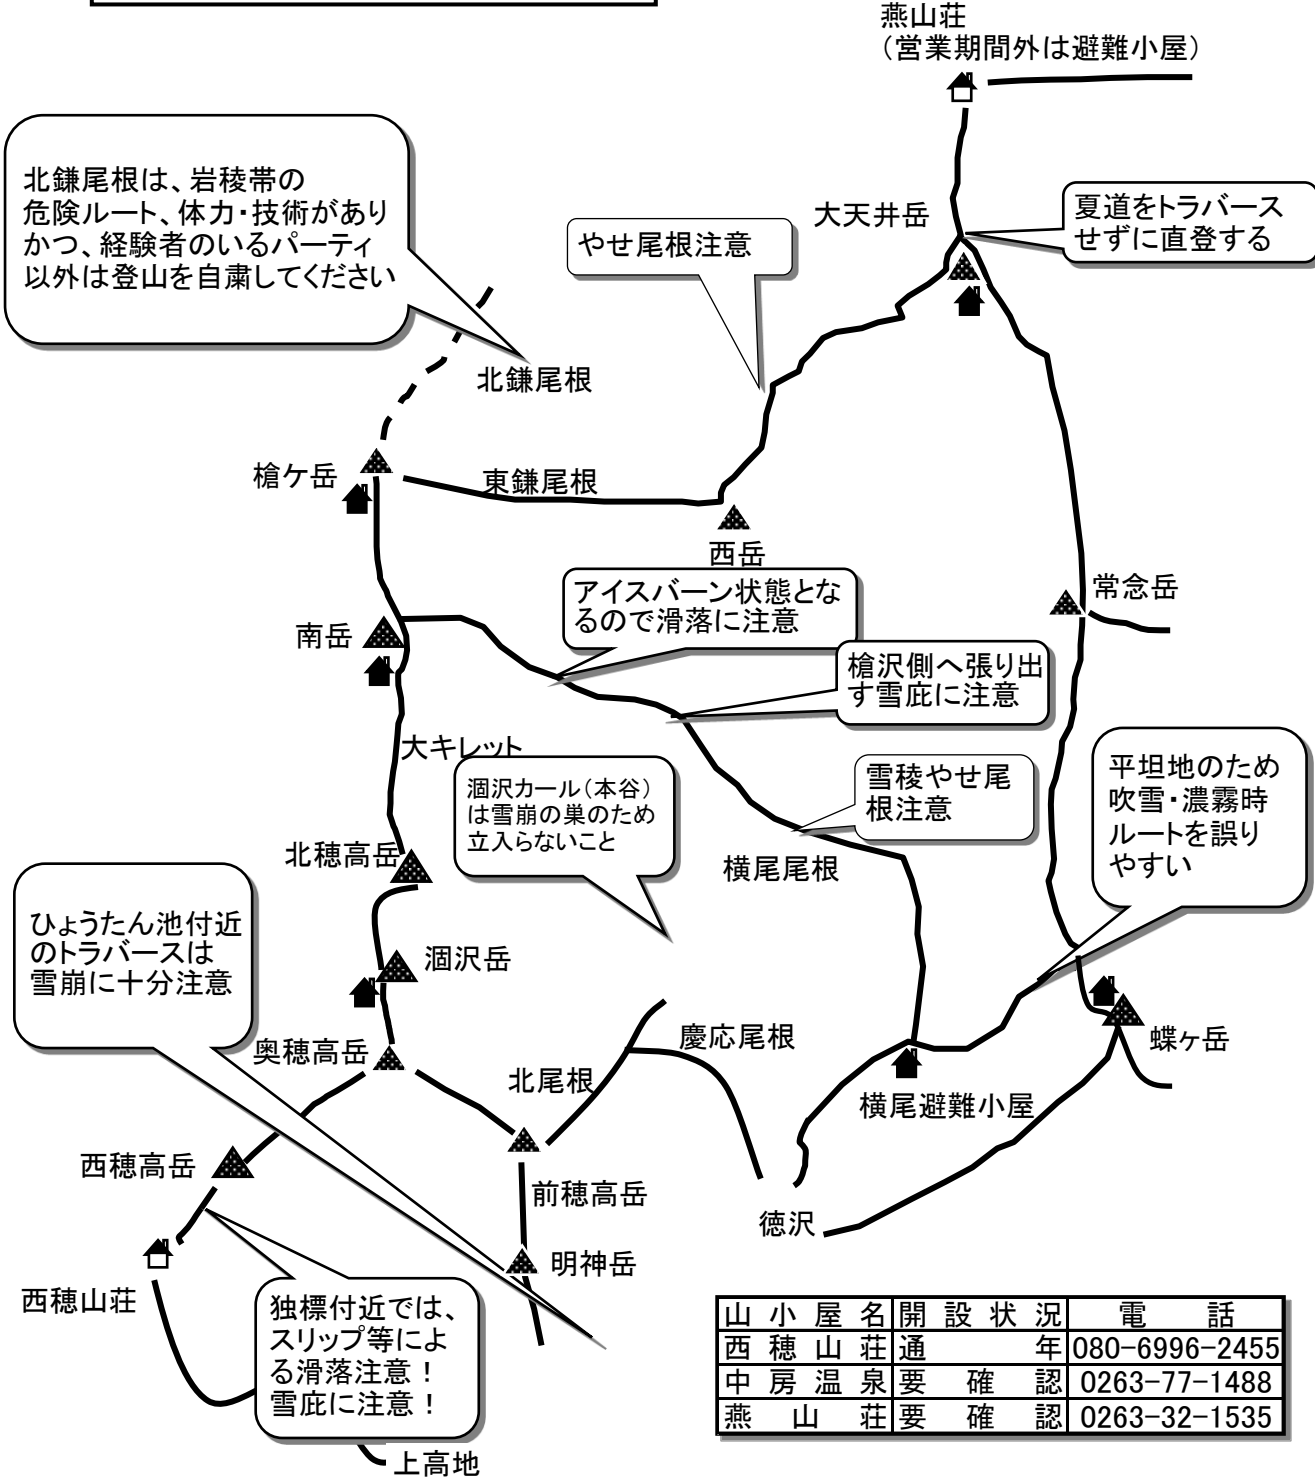 燕山荘
（営業期間外は避難小屋）
北鎌尾根は、岩稜帯の
危険ルート、体力・技術があり
かつ、経験者のいるパーティ
以外は登山を自粛してください
やせ尾根注意
大天井岳
夏道をトラバース
せずに直登する
北鎌尾根
槍ケ岳
東鎌尾根
西岳
アイスバーン状態とな
るので滑落に注意
常念岳
南岳
槍沢側へ張り出
す雪庇に注意
大キレット
涸沢カール（本谷）
は雪崩の巣のため
立入らないこと
雪稜やせ尾
根注意
平坦地のため
吹雪・濃霧時
ルートを誤り
やすい
北穂高岳
横尾尾根
ひょうたん池付近
のトラバースは
雪崩に十分注意
涸沢岳
奥穂高岳
北尾根
慶応尾根
蝶ヶ岳
横尾避難小屋
西穂高岳
前穂高岳
徳沢
明神岳
西穂山荘
独標付近では、
スリップ等によ
る滑落注意！
雪庇に注意！
上高地
山小屋名 開設状況 電話
西穂山荘 通年 080-6996-2455
中房温泉 要確認 0263-77-1488
燕山荘 要確認 0263-32-1535